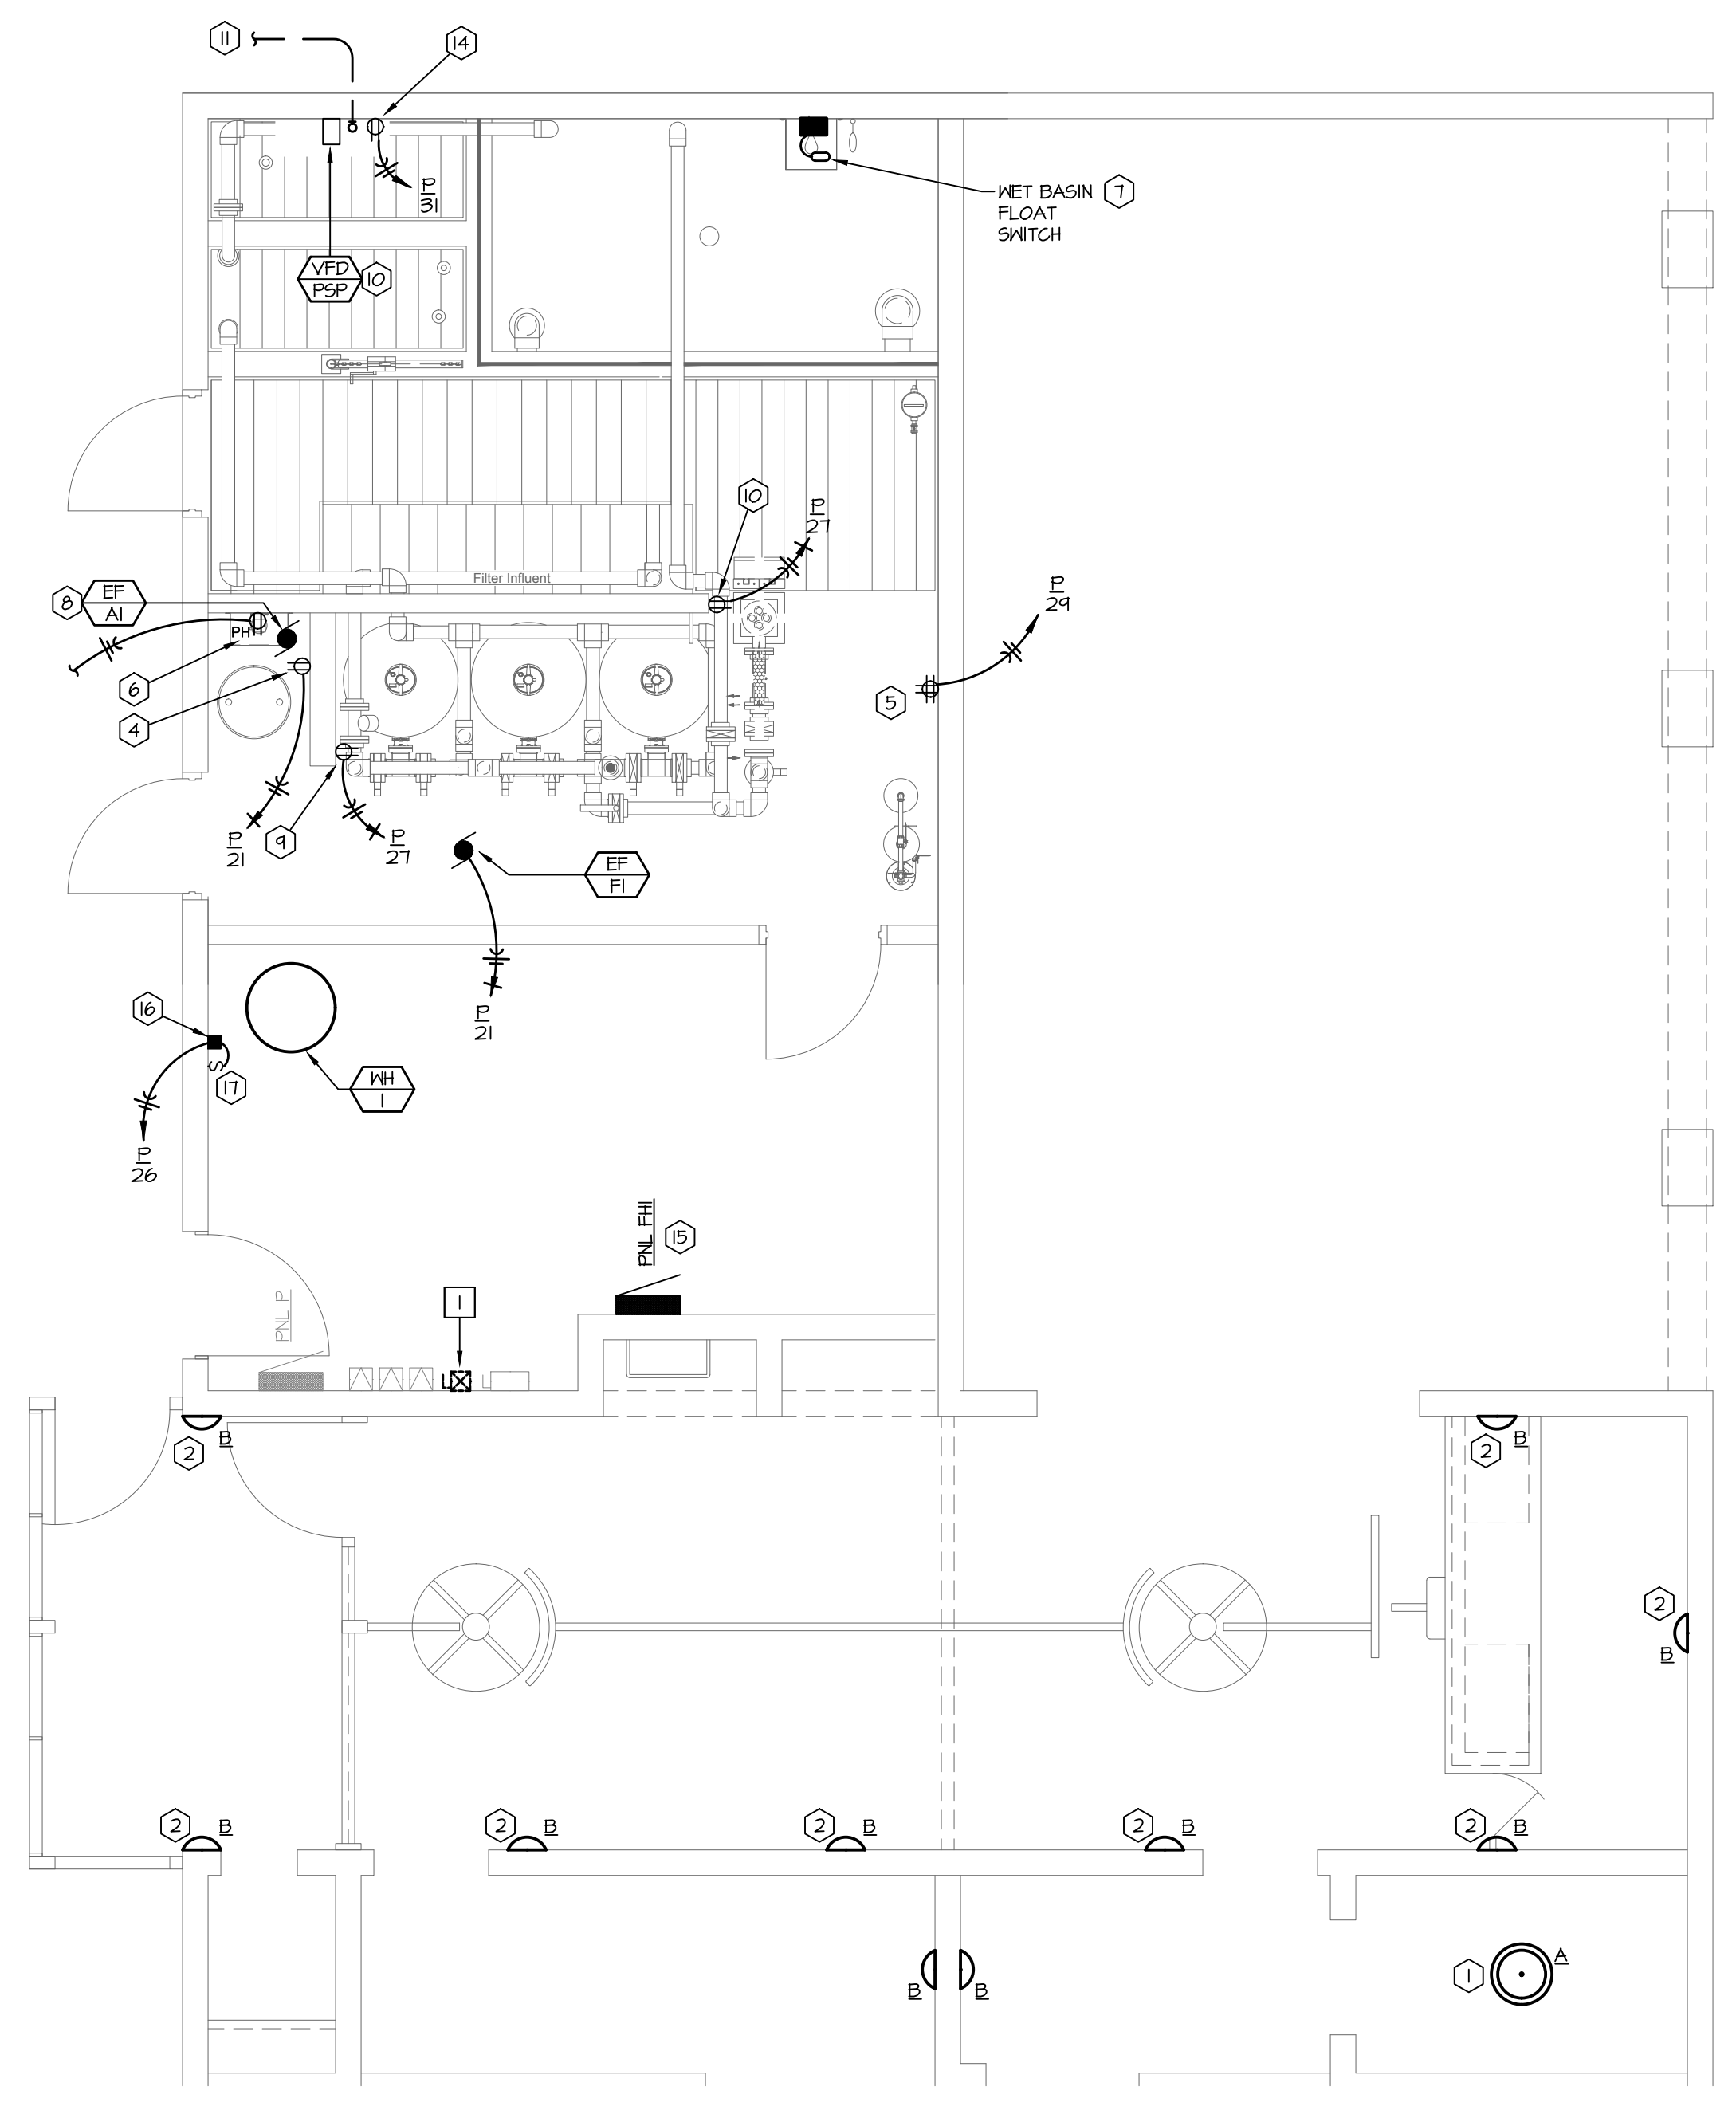 11
14
P
31
WET BASIN 7
FLOAT
SWITCH
VFD
PSP
10
10
P
27
Filter Influent
P
29
8
EF
A1
PH
6
4
5
P
21
9
P
27
EF
F1
16
P
21
S
17
WH
1
P
26
PNL FH1
15
1
PNL P
B
2
B
2
2
B
2
B
2
B
2
B
2
B
2
B
B
B
1
A